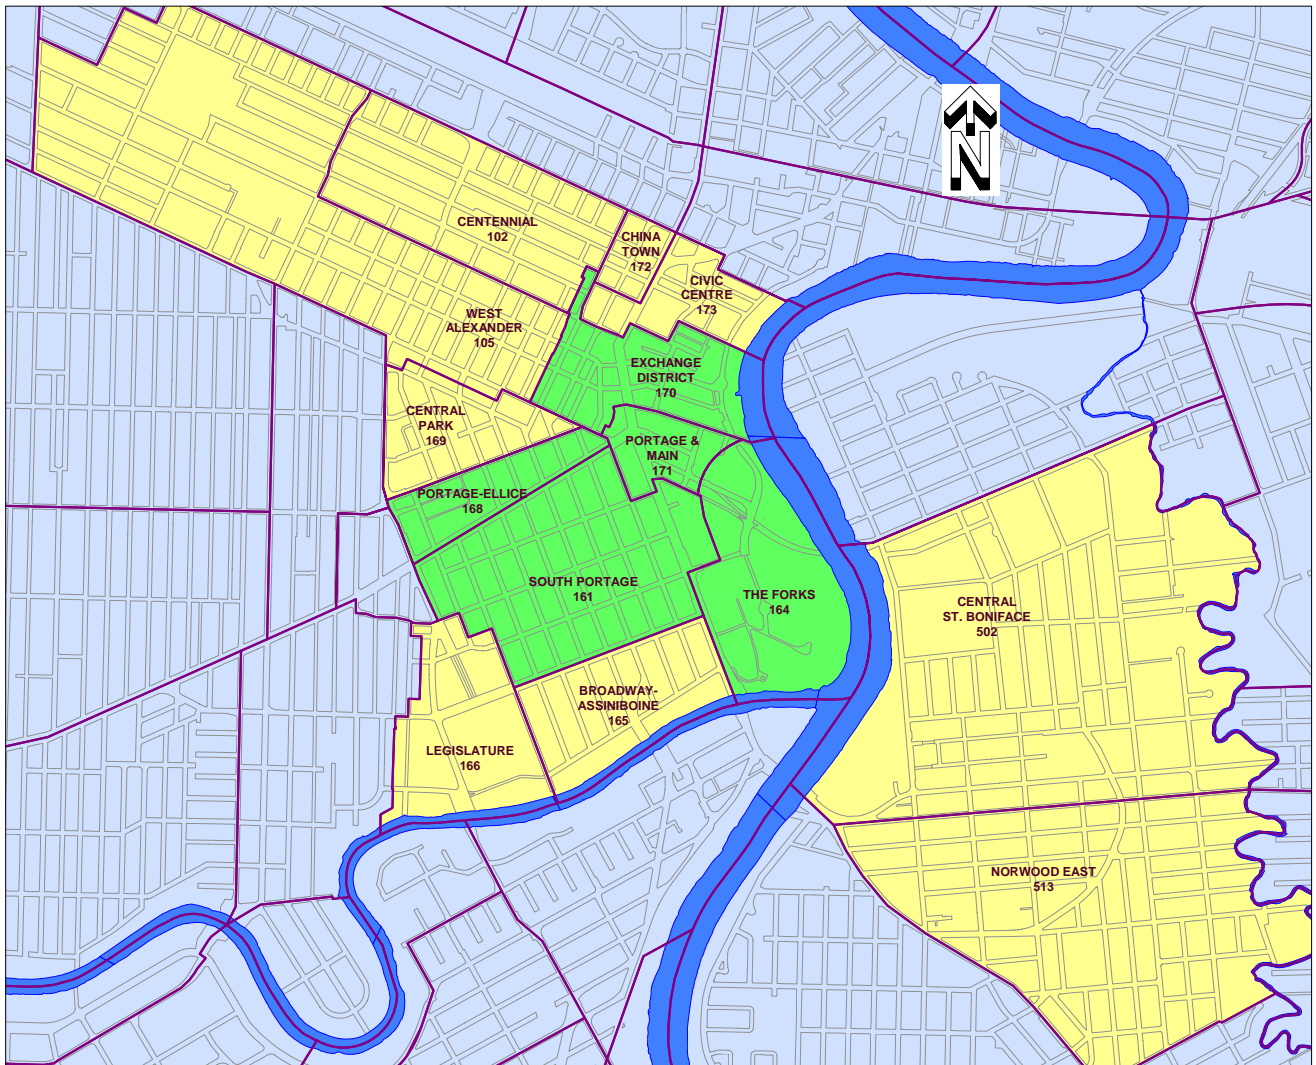 N
CENTENNIAL
102
CHINA
TOWN
172
CIVIC
CENTRE
173
WEST
ALEXANDER
105
EXCHANGE
DISTRICT
170
CENTRAL
PARK
169
PORTAGE &
MAIN
171
PORTAGE-ELLICE
168
SOUTH PORTAGE
161
THE FORKS
164
CENTRAL
ST. BONIFACE
502
BROADWAY-
ASSINIBOINE
165
LEGISLATURE
166
NORWOOD EAST
513